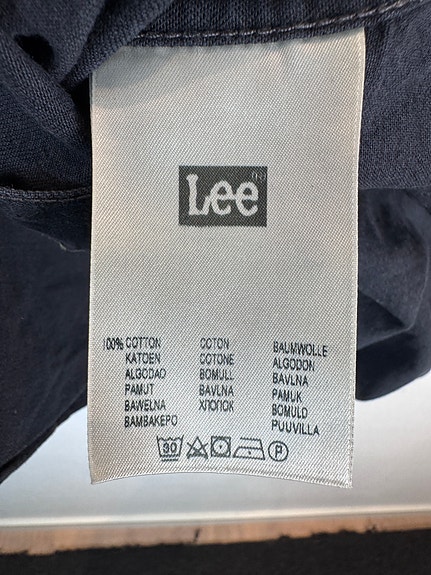 Lee
100% COTTON COTON BAUMWOLLE
KATOEN COTONE ALGODON
ALGODAO BOMULL BAVLNA
PAMUT BAVLNA PAMUK
BAWELNA ХЛОПОК BOMULD
BAMBAKEPO PUUVILLA
90 P